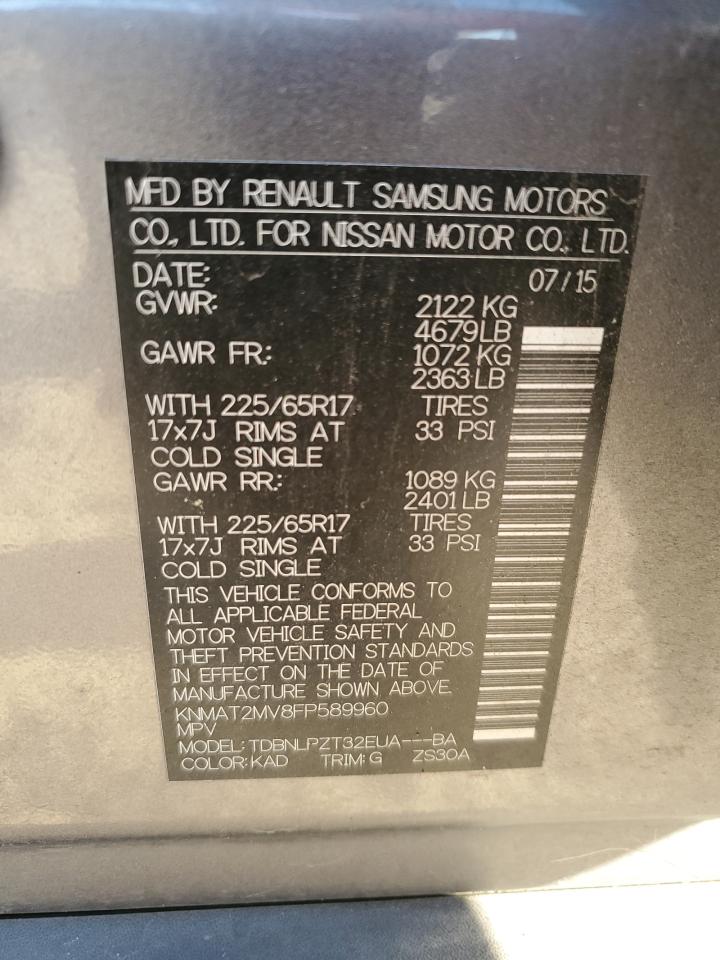 MFD BY RENAULT SAMSUNG MOTORS
CO., LTD. FOR NISSAN MOTOR CO., LTD.
DATE: 07/15
GVWR: 2122 KG
4679 LB
GAWR FR: 1072 KG
2363 LB
WITH 225/65R17 TIRES
17x7J RIMS AT 33 PSI
COLD SINGLE
GAWR RR: 1089 KG
2401 LB
WITH 225/65R17 TIRES
17x7J RIMS AT 33 PSI
COLD SINGLE
THIS VEHICLE CONFORMS TO
ALL APPLICABLE FEDERAL
MOTOR VEHICLE SAFETY AND
THEFT PREVENTION STANDARDS
IN EFFECT ON THE DATE OF
MANUFACTURE SHOWN ABOVE.
KNMAT2MV8FP589960
MPV
MODEL: TDBNLPZT32EUA---BA
COLOR: KAD TRIM: G ZS30A